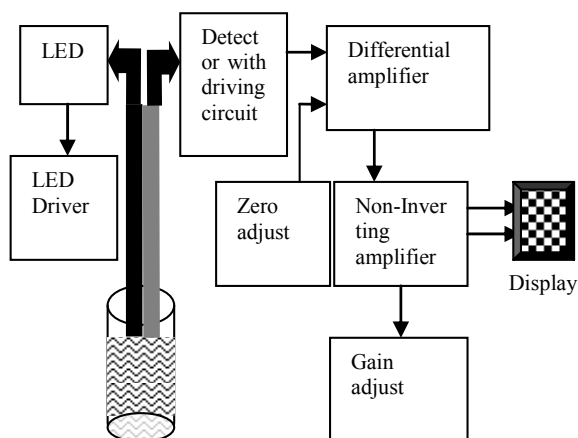 LED
Detect
or with
driving
circuit
Differential
amplifier
LED
Driver
Zero
adjust
Non-Inver
ting
amplifier
Display
Gain
adjust